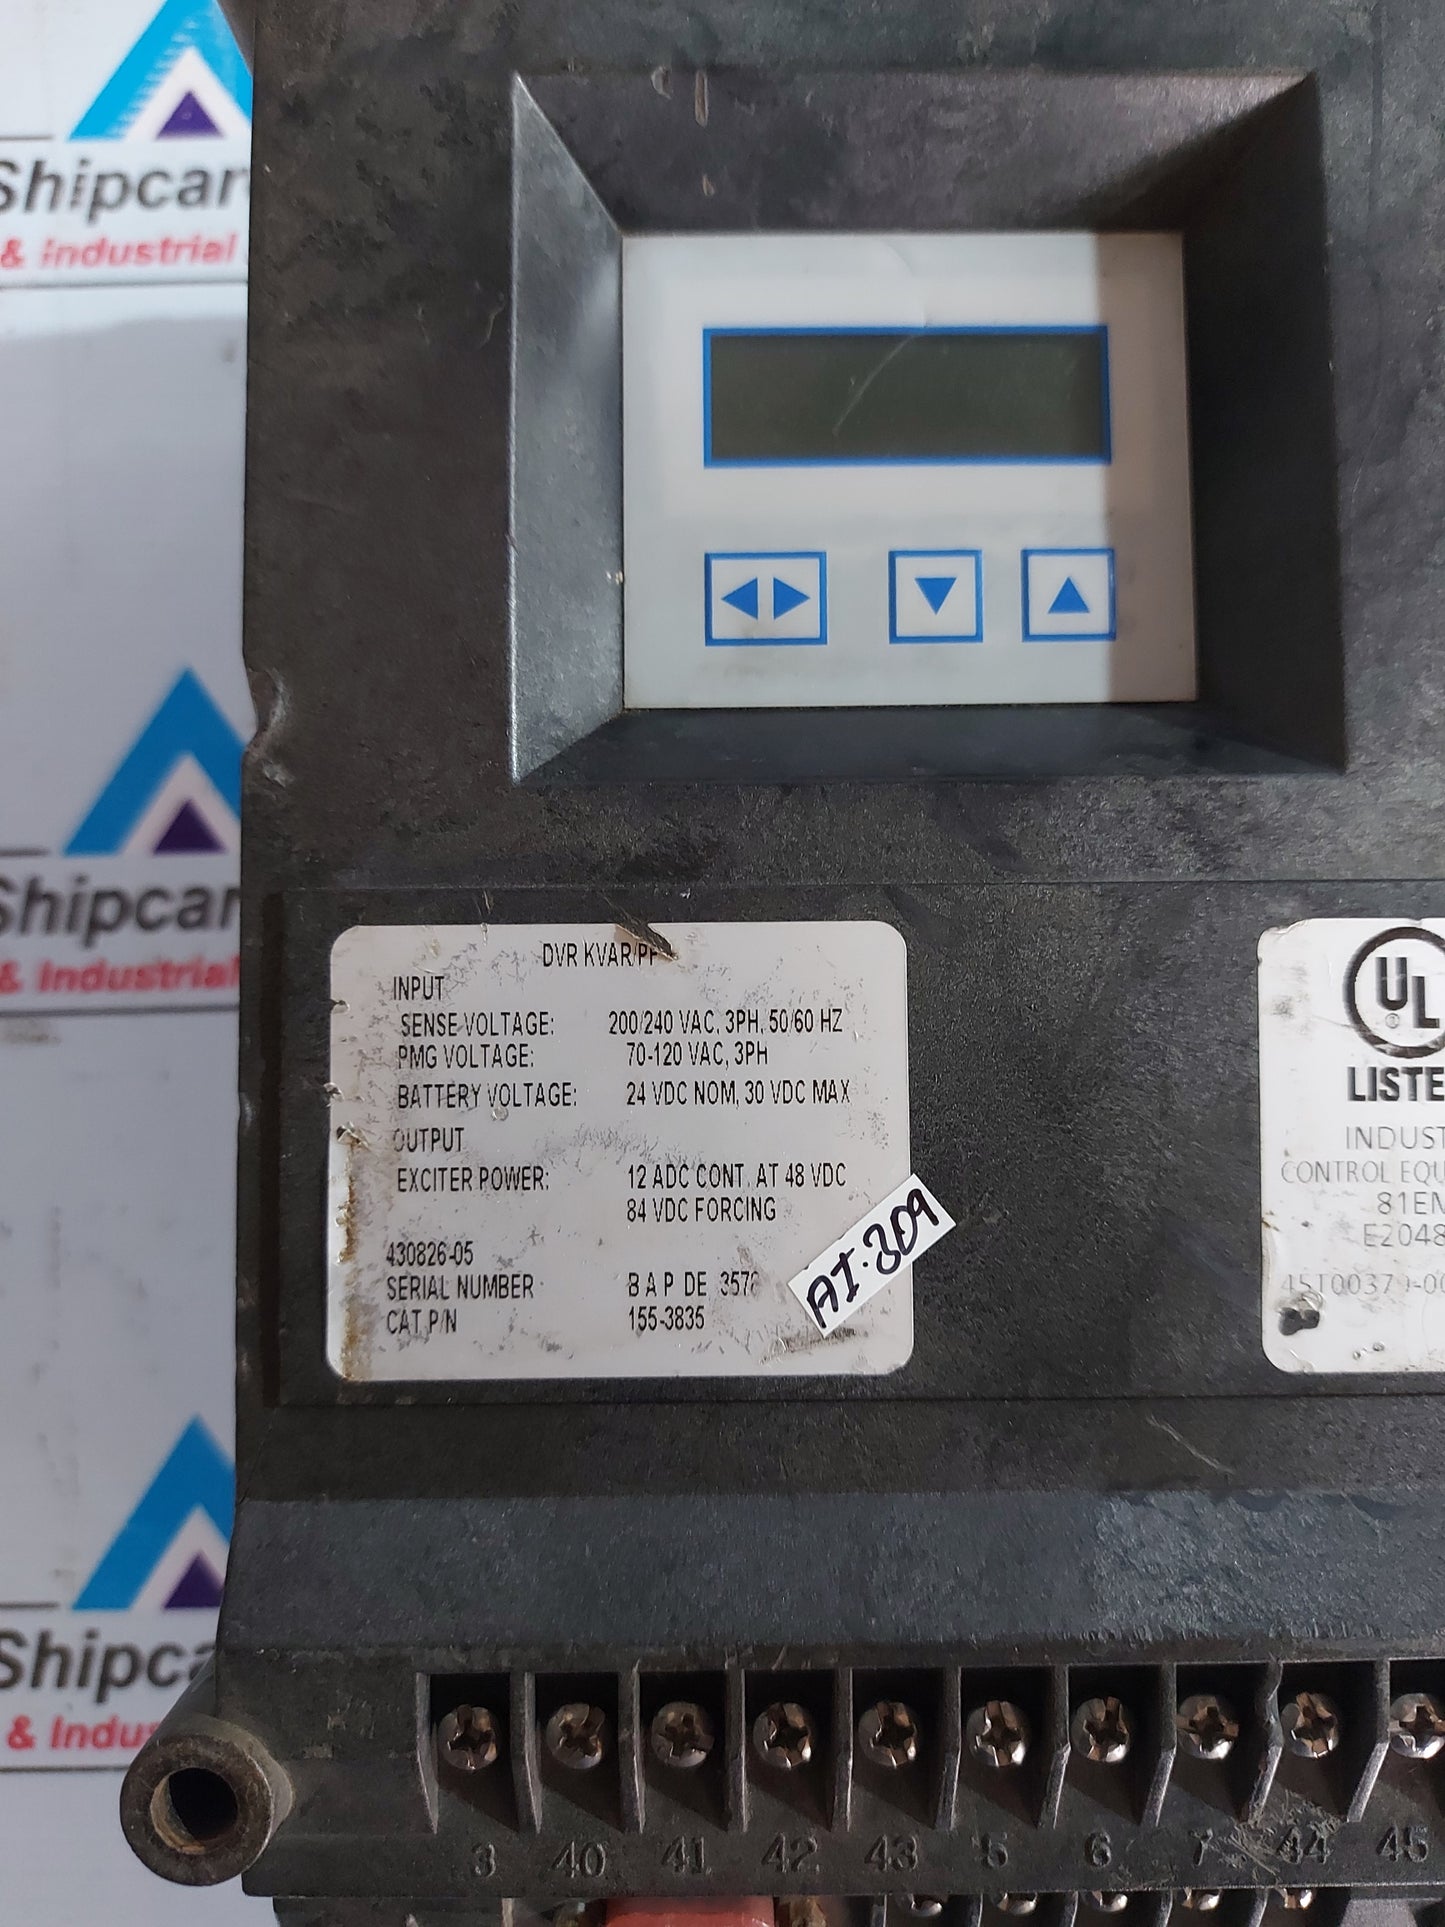 Shipcar
& Industrial
Shipcar
& Industrial
Shipca
& Indus
DVR KVAR/PF
INPUT
SENSE VOLTAGE: 200/240 VAC, 3PH, 50/60 HZ
PMG VOLTAGE: 70-120 VAC, 3PH
BATTERY VOLTAGE: 24 VDC NOM, 30 VDC MAX
OUTPUT
EXCITER POWER: 12 ADC CONT. AT 48 VDC
84 VDC FORCING
430826-05
SERIAL NUMBER B A P DE
CAT P/N 155-3835
AI-309
UL
LISTE
INDUST
CONTROL EQU
81EM
E2048
3 40 41 42 43 5 6 7 44 45